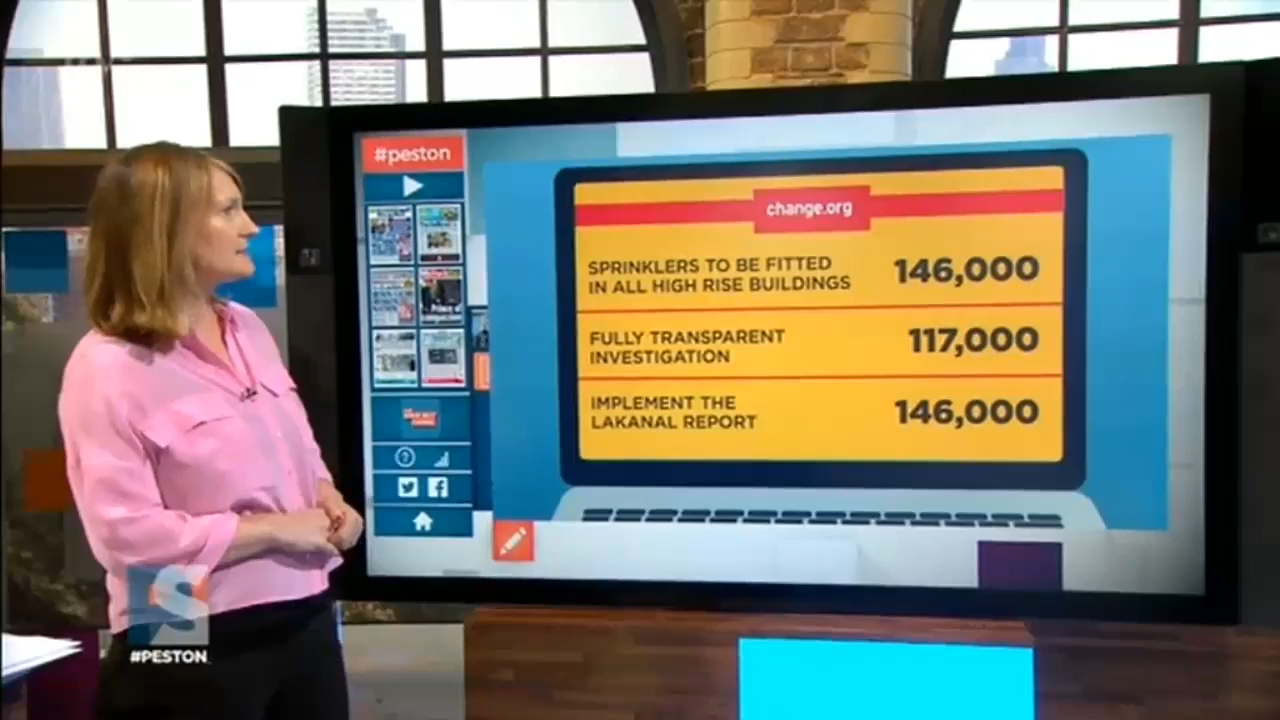 #peston
change.org
SPRINKLERS TO BE FITTED
IN ALL HIGH RISE BUILDINGS
146,000
FULLY TRANSPARENT
INVESTIGATION
117,000
IMPLEMENT THE
LAKANAL REPORT
146,000
#PESTON